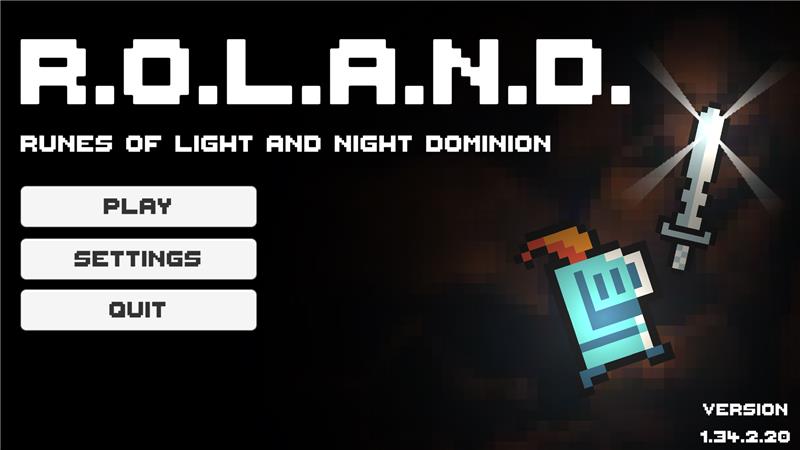 R.O.L.A.N.D.
RUNES OF LIGHT AND NIGHT DOMINION
PLAY
SETTINGS
QUIT
VERSION
1.34.2.20